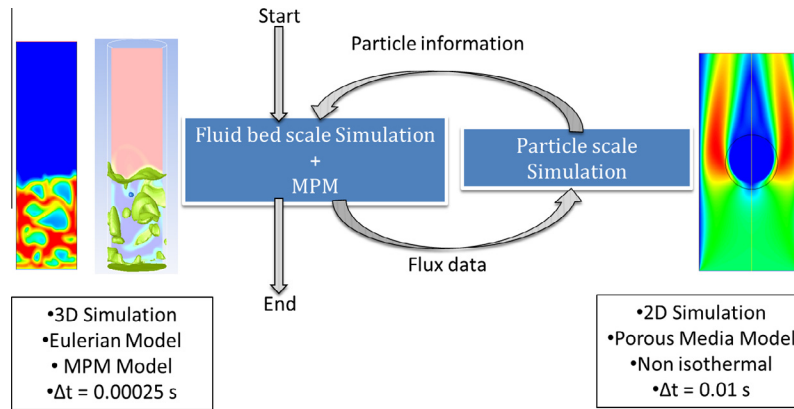 Start
Particle information
Fluid bed scale Simulation
+
MPM
Particle scale
Simulation
Flux data
End
•3D Simulation
•Eulerian Model
• MPM Model
•Δt = 0.00025 s
•2D Simulation
•Porous Media Model
•Non isothermal
•Δt = 0.01 s